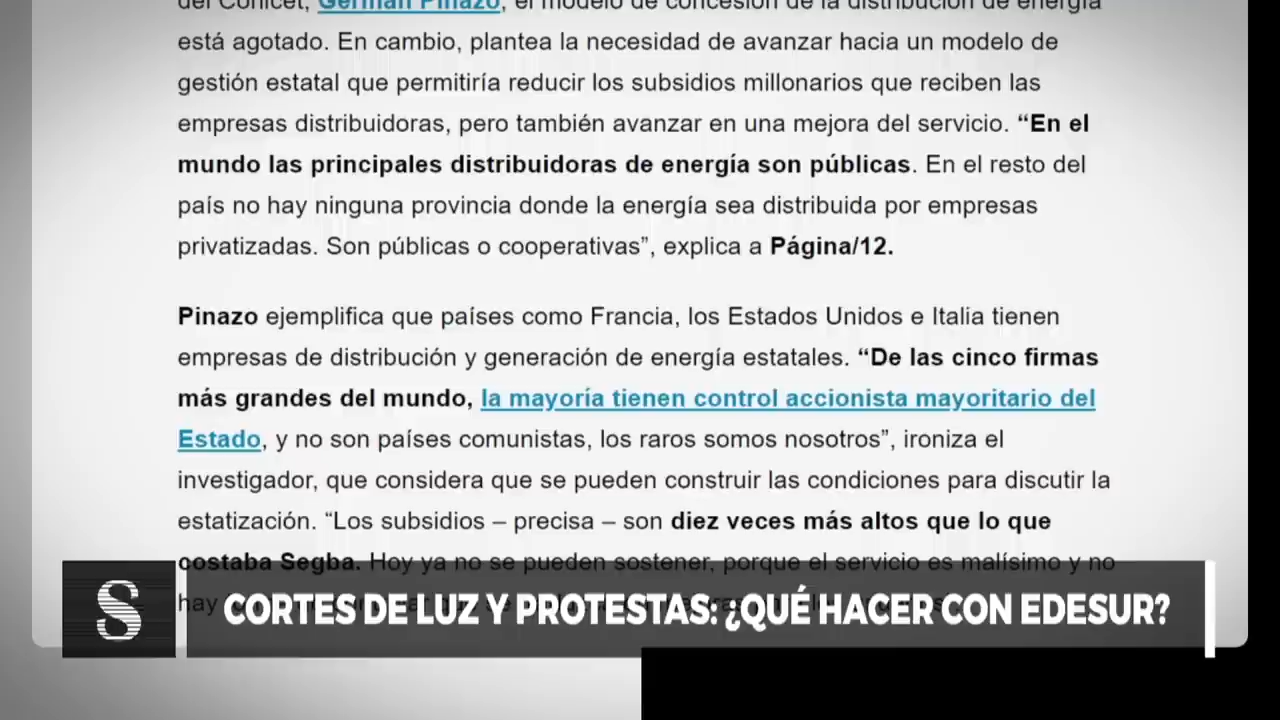 del Conicet, Germán Pinazo, el modelo de concesión de la distribución de energía
está agotado. En cambio, plantea la necesidad de avanzar hacia un modelo de
gestión estatal que permitiría reducir los subsidios millonarios que reciben las
empresas distribuidoras, pero también avanzar en una mejora del servicio. “En el
mundo las principales distribuidoras de energía son públicas. En el resto del
país no hay ninguna provincia donde la energía sea distribuida por empresas
privatizadas. Son públicas o cooperativas”, explica a Página/12.
Pinazo ejemplifica que países como Francia, los Estados Unidos e Italia tienen
empresas de distribución y generación de energía estatales. “De las cinco firmas
más grandes del mundo, la mayoría tienen control accionista mayoritario del
Estado, y no son países comunistas, los raros somos nosotros”, ironiza el
investigador, que considera que se pueden construir las condiciones para discutir la
estatización. “Los subsidios – precisa – son diez veces más altos que lo que
costaba Segba. Hoy ya no se pueden sostener, porque el servicio es malísimo y no
hay
S CORTES DE LUZ Y PROTESTAS: ¿QUÉ HACER CON EDESUR?